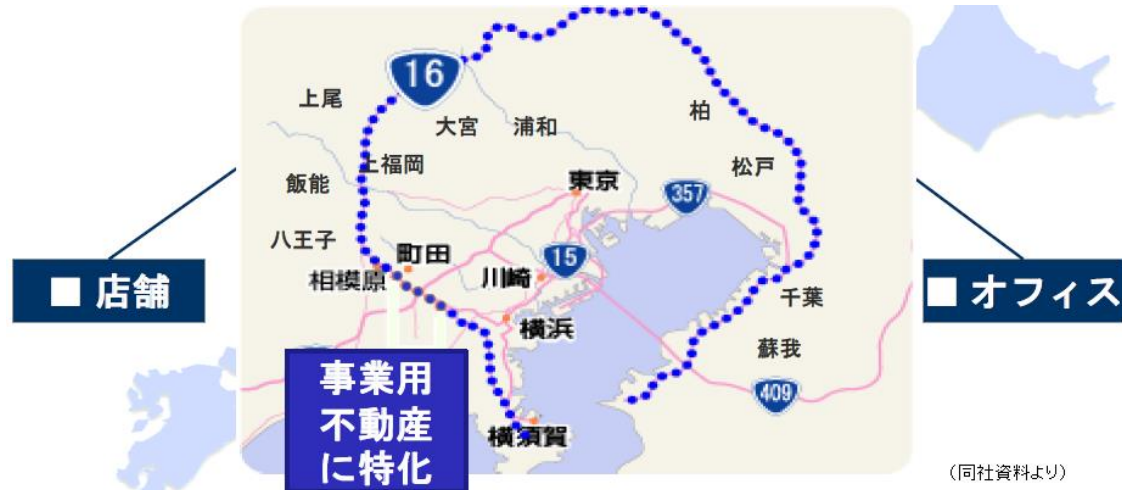 16
上尾
大宮
浦和
柏
上福岡
松戸
飯能
東京
357
八王子
町田
15
相模原
川崎
■ 店舗
■ オフィス
千葉
横浜
蘇我
事業用
不動産
に特化
409
横須賀
(同社資料より)